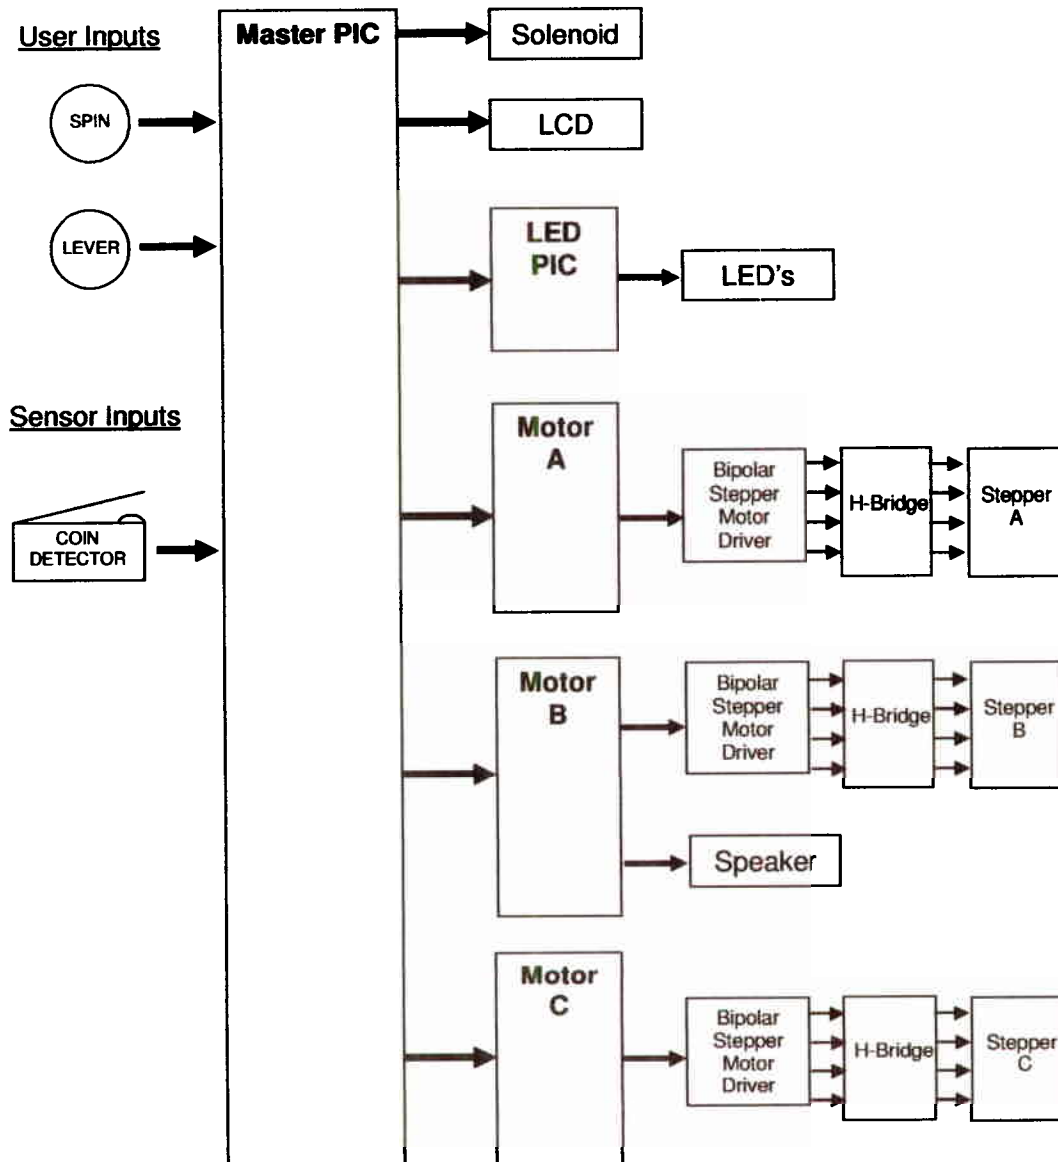 User Inputs
SPIN
LEVER
Sensor Inputs
COIN
DETECTOR
Master PIC
Solenoid
LCD
LED
PIC
LED's
Motor
A
Bipolar
Stepper
Motor
Driver
H-Bridge
Stepper
A
Motor
B
Bipolar
Stepper
Motor
Driver
H-Bridge
Stepper
B
Speaker
Motor
C
Bipolar
Stepper
Motor
Driver
H-Bridge
Stepper
C